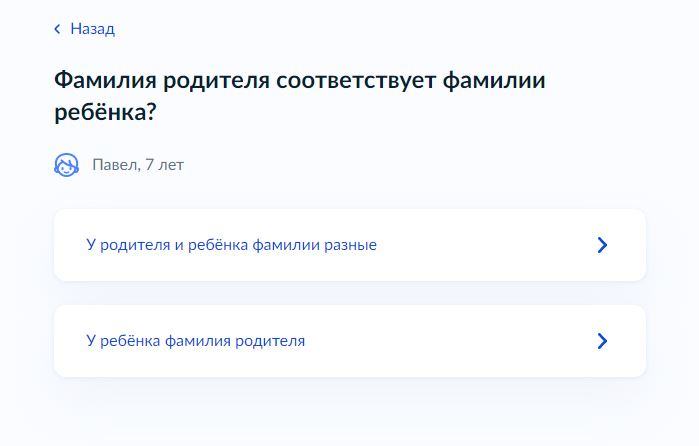 Назад
Фамилия родителя соответствует фамилии
ребёнка?
Павел, 7 лет
У родителя и ребёнка фамилии разные
У ребёнка фамилия родителя